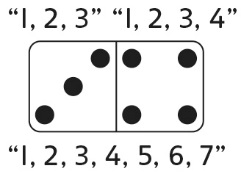 “1, 2, 3” “1, 2, 3, 4”
“1, 2, 3, 4, 5, 6, 7”